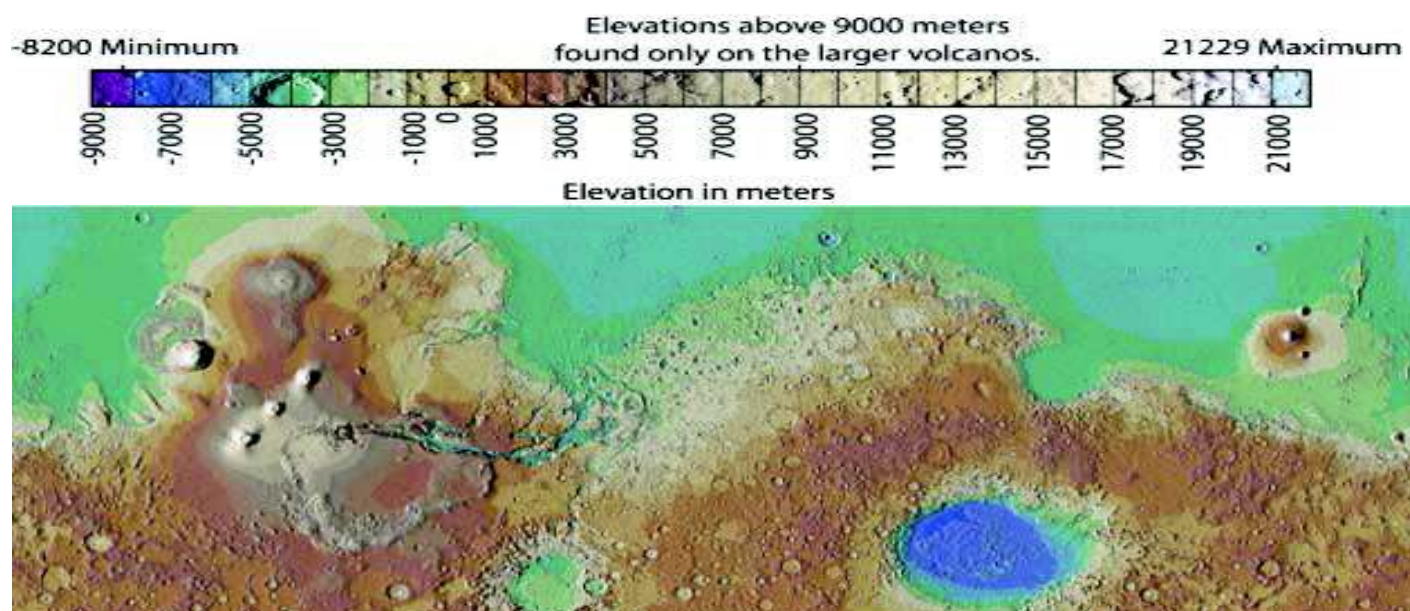 Elevations above 9000 meters
-8200 Minimum found only on the larger volcanos. 21229 Maximum
-9000 -7000 -5000 -3000 -1000 0 1000 3000 5000 7000 9000 11000 13000 15000 17000 19000 21000
Elevation in meters